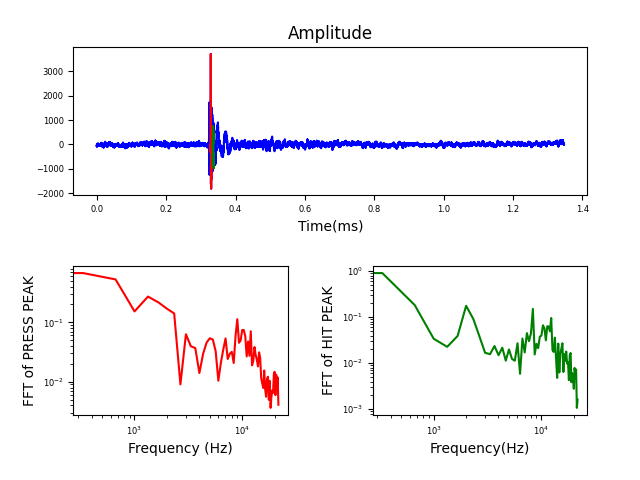 Amplitude
3000
2000
1000
0
−1000
−2000
0.0 0.2 0.4 0.6 0.8 1.0 1.2 1.4
Time(ms)
FFT of PRESS PEAK
10⁻¹
10⁻²
10³ 10⁴
Frequency (Hz)
FFT of HIT PEAK
10⁰
10⁻¹
10⁻²
10⁻³
10³ 10⁴
Frequency(Hz)